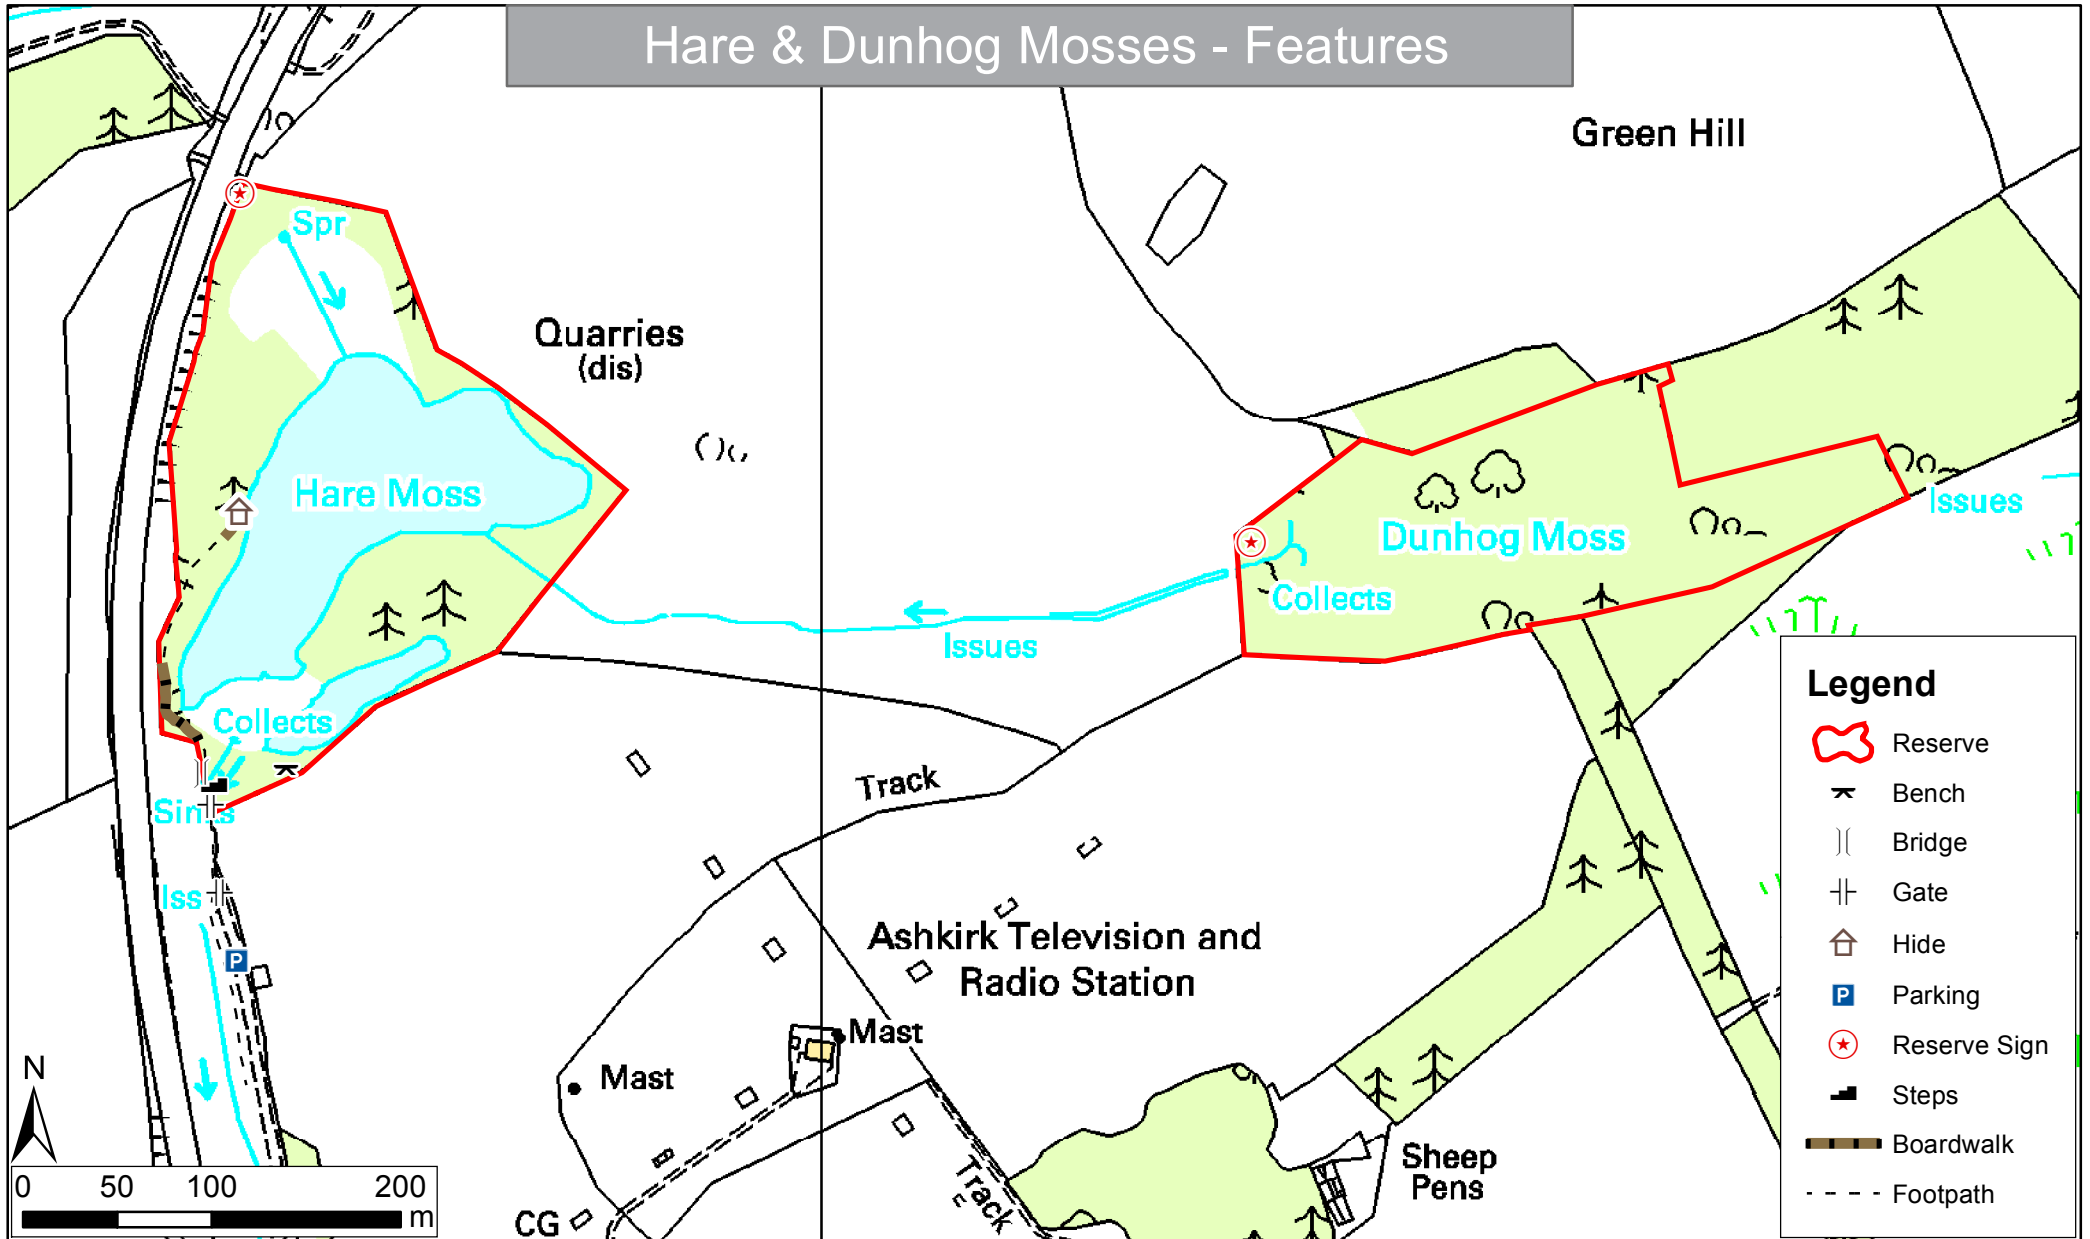 Hare & Dunhog Mosses - Features
Green Hill
Spr
Quarries
(dis)
Hare Moss
Issues
Dunhog Moss
Collects
Issues
Collects
Track
Sinks
Iss
P
Ashkirk Television and
Radio Station
Mast
Mast
Sheep
Pens
Track
CG
N
0 50 100 200
m
Legend
Reserve
Bench
Bridge
Gate
Hide
P Parking
Reserve Sign
Steps
Boardwalk
Footpath